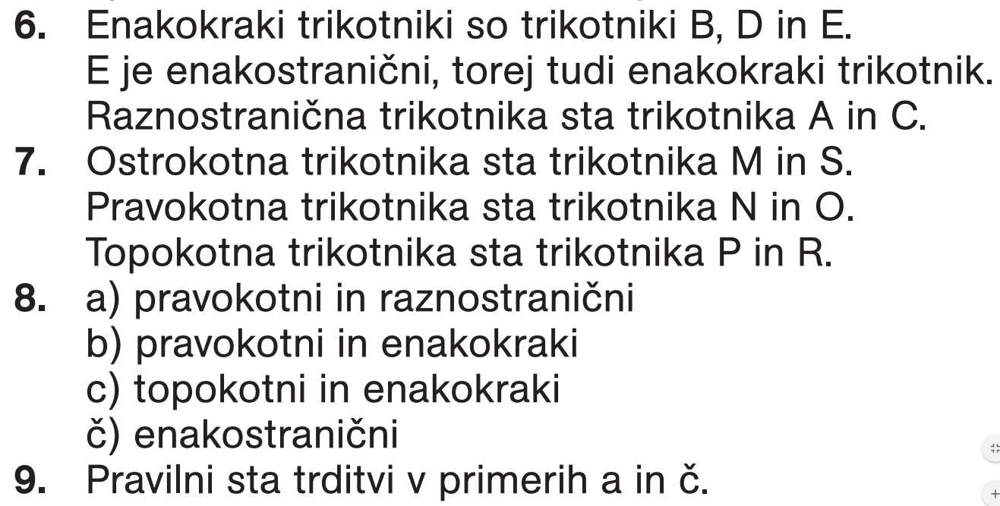 6. Enakokraki trikotniki so trikotniki B, D in E.
E je enakostranični, torej tudi enakokraki trikotnik.
Raznostranična trikotnika sta trikotnika A in C.
7. Ostrokotna trikotnika sta trikotnika M in S.
Pravokotna trikotnika sta trikotnika N in O.
Topokotna trikotnika sta trikotnika P in R.
8. a) pravokotni in raznostranični
b) pravokotni in enakokraki
c) topokotni in enakokraki
č) enakostranični
9. Pravilni sta trditvi v primerih a in č.